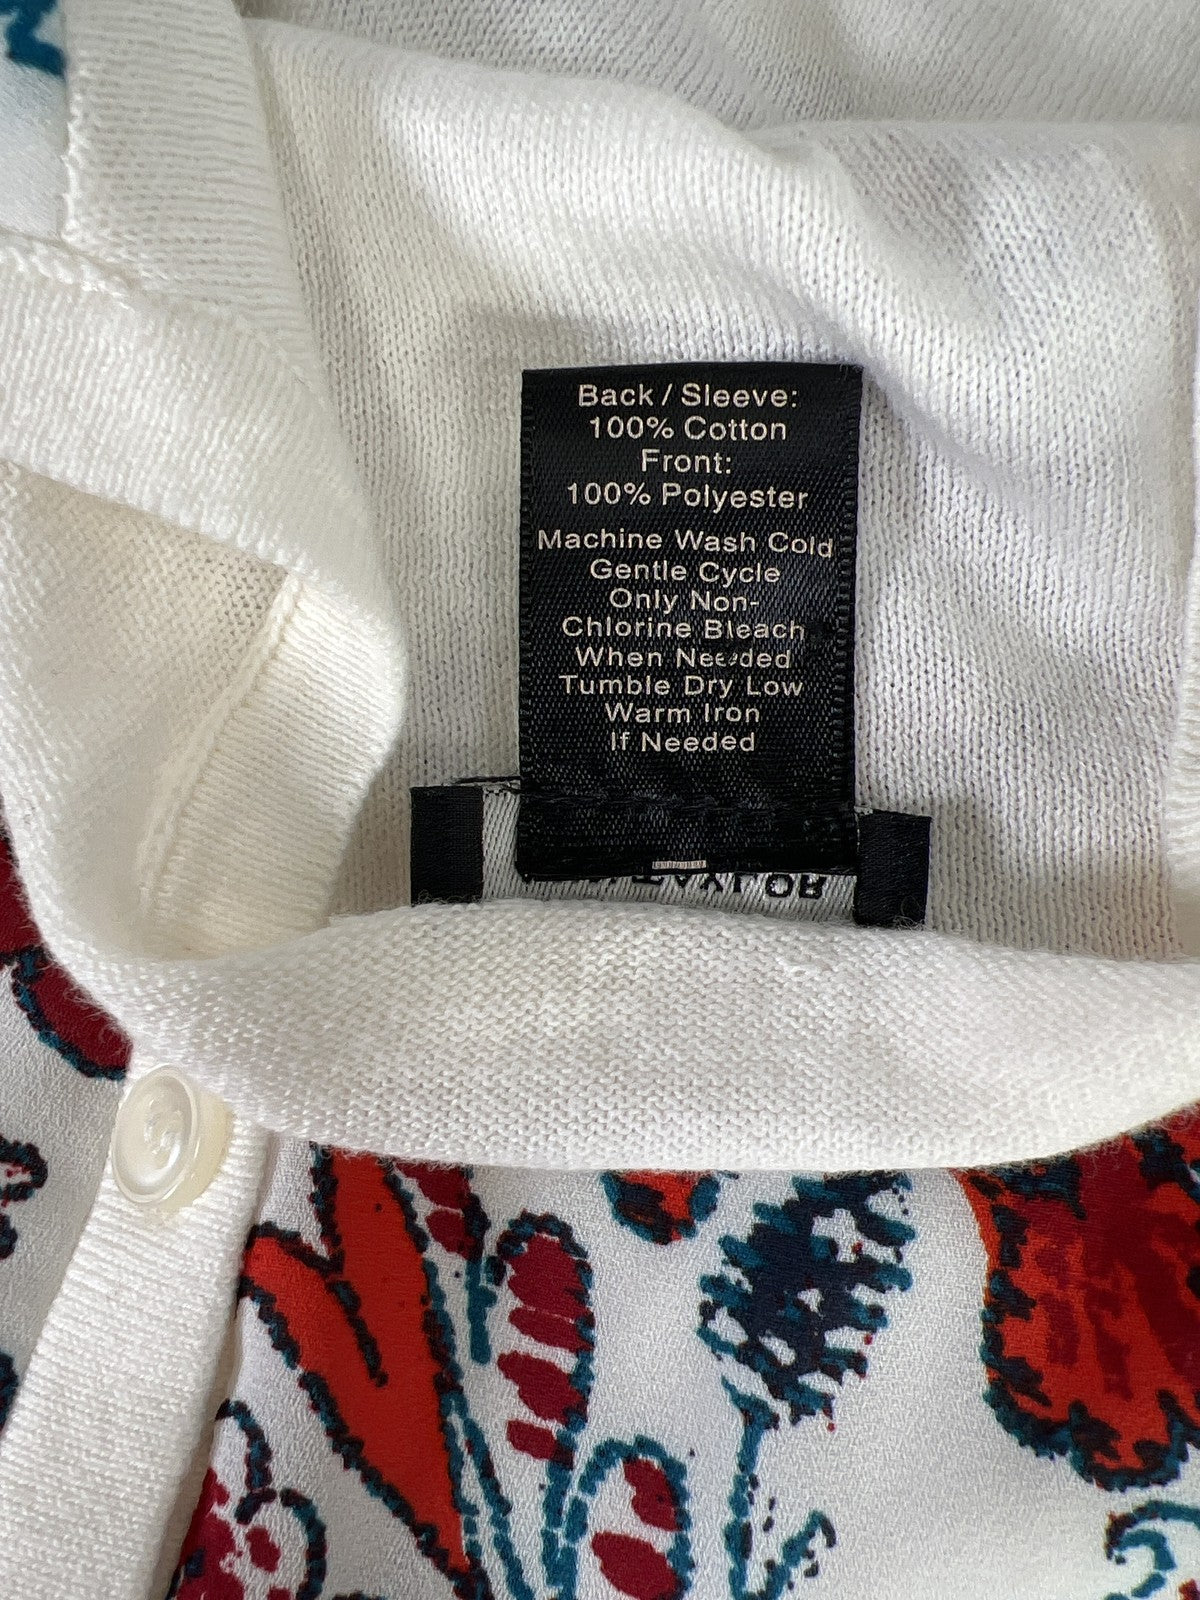 Back / Sleeve:
100% Cotton
Front:
100% Polyester
Machine Wash Cold
Gentle Cycle
Only Non-
Chlorine Bleach
When Needed
Tumble Dry Low
Warm Iron
If Needed
TAYLOR